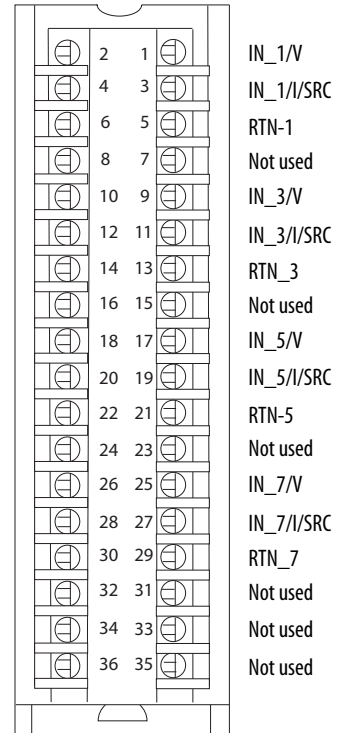 2 1 IN_1/V
4 3 IN_1/I/SRC
6 5 RTN-1
8 7 Not used
10 9 IN_3/V
12 11 IN_3/I/SRC
14 13 RTN_3
16 15 Not used
18 17 IN_5/V
20 19 IN_5/I/SRC
22 21 RTN-5
24 23 Not used
26 25 IN_7/V
28 27 IN_7/I/SRC
30 29 RTN_7
32 31 Not used
34 33 Not used
36 35 Not used